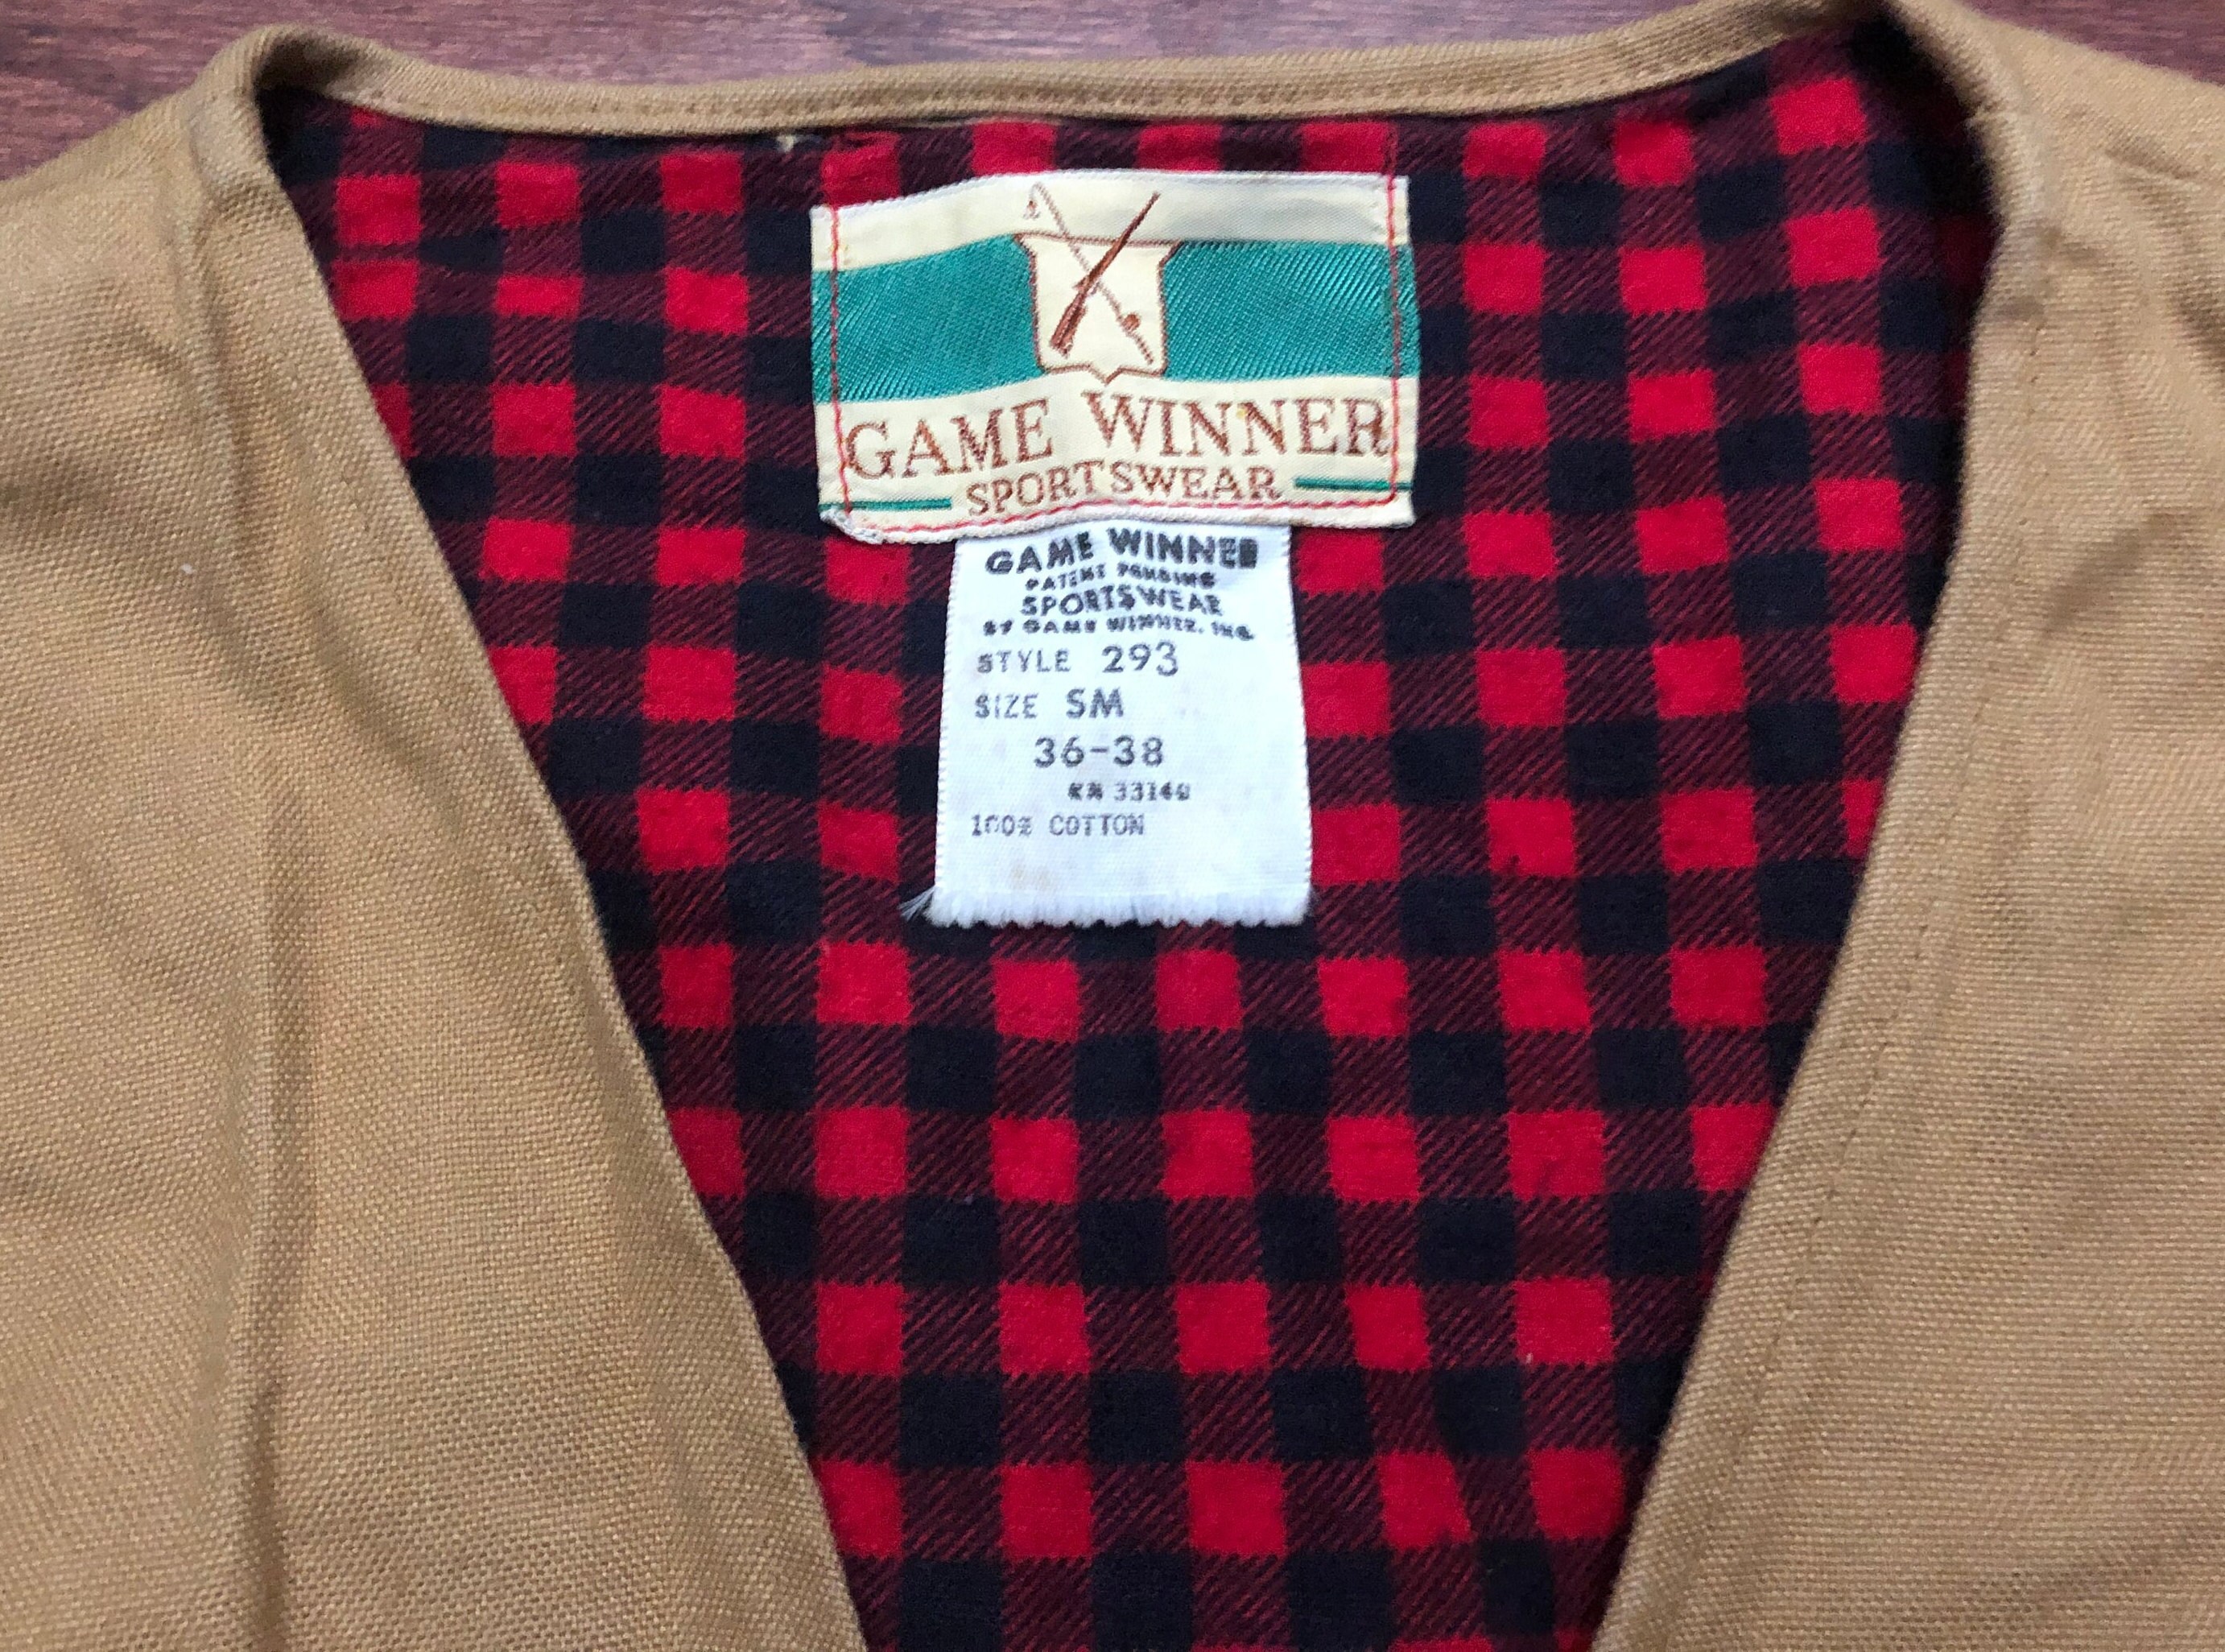 GAME WINNER
SPORTSWEAR
GAME WINNER
PATENT PENDING
SPORTSWEAR
BY GAME WINNER, INC.
STYLE 293
SIZE SM
36-38
RN 33140
100% COTTON